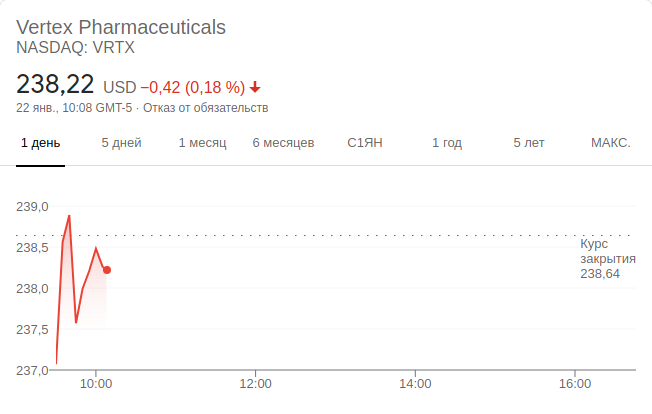 Vertex Pharmaceuticals
NASDAQ: VRTX
238,22 USD −0,42 (0,18 %)
22 янв., 10:08 GMT-5 · Отказ от обязательств
1 день 5 дней 1 месяц 6 месяцев С1ЯН 1 год 5 лет МАКС.
239,0
238,5
238,0
237,5
237,0
Курс
закрытия
238,64
10:00 12:00 14:00 16:00